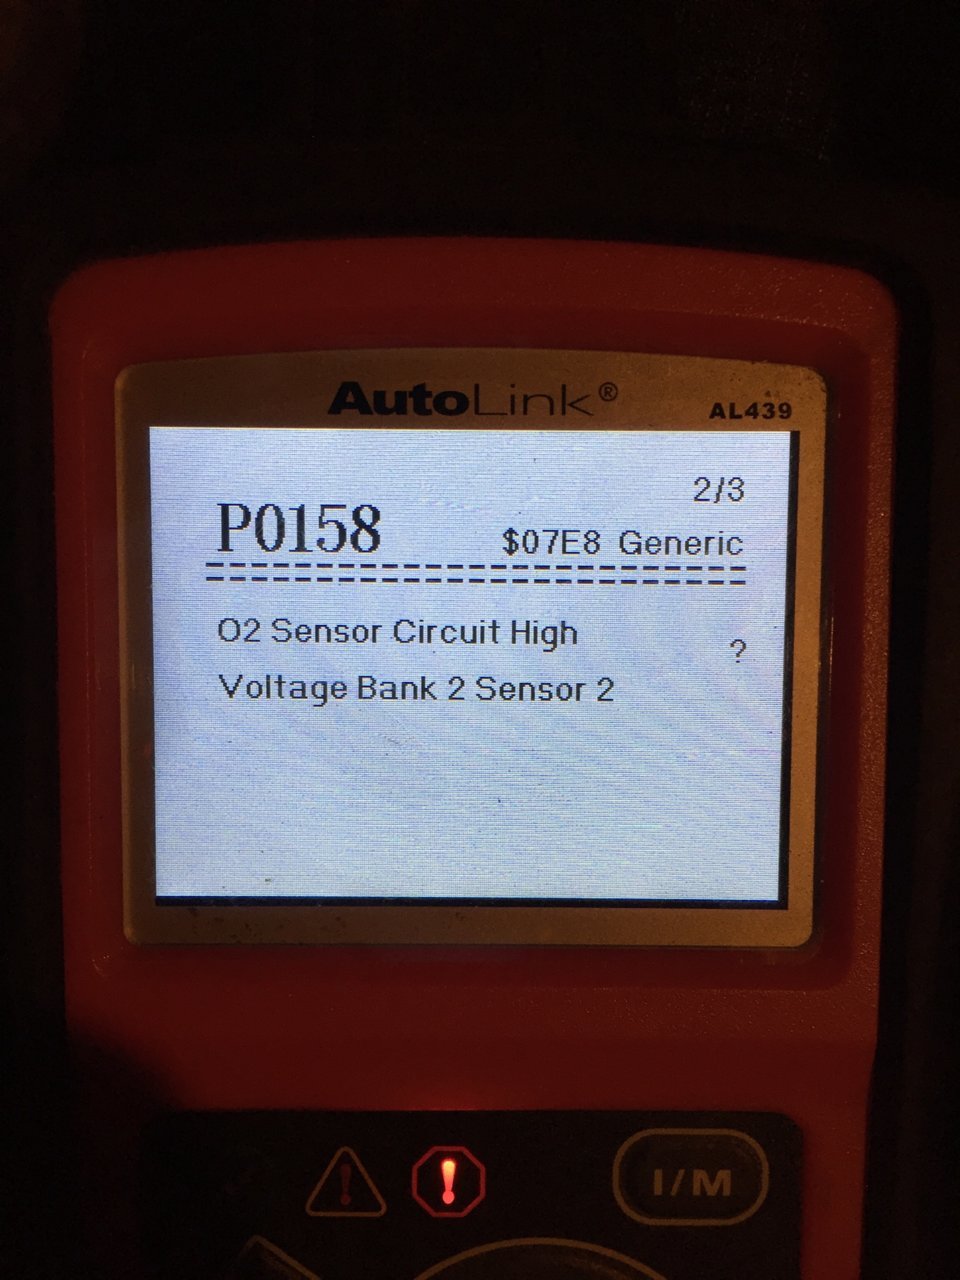 AutoLink®
AL439
2/3
P0158
$07E8 Generic
O2 Sensor Circuit High
?
Voltage Bank 2 Sensor 2
!
!
I/M